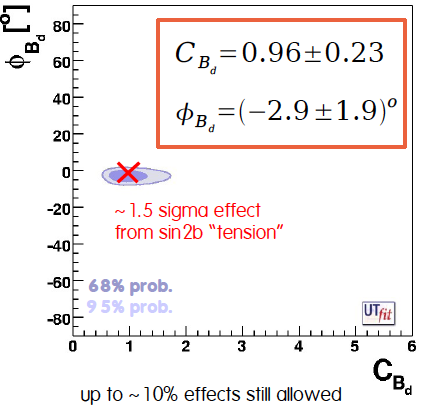 ϕ_{B_d} [°]
80
60
40
20
0
-20
-40
-60
-80
C_{B_d}=0.96±0.23
ϕ_{B_d}=(−2.9±1.9)^o
~1.5 sigma effect
from sin2b “tension”
68% prob.
95% prob.
UTfit
0 1 2 3 4 5 6
C_{B_d}
up to ~10% effects still allowed